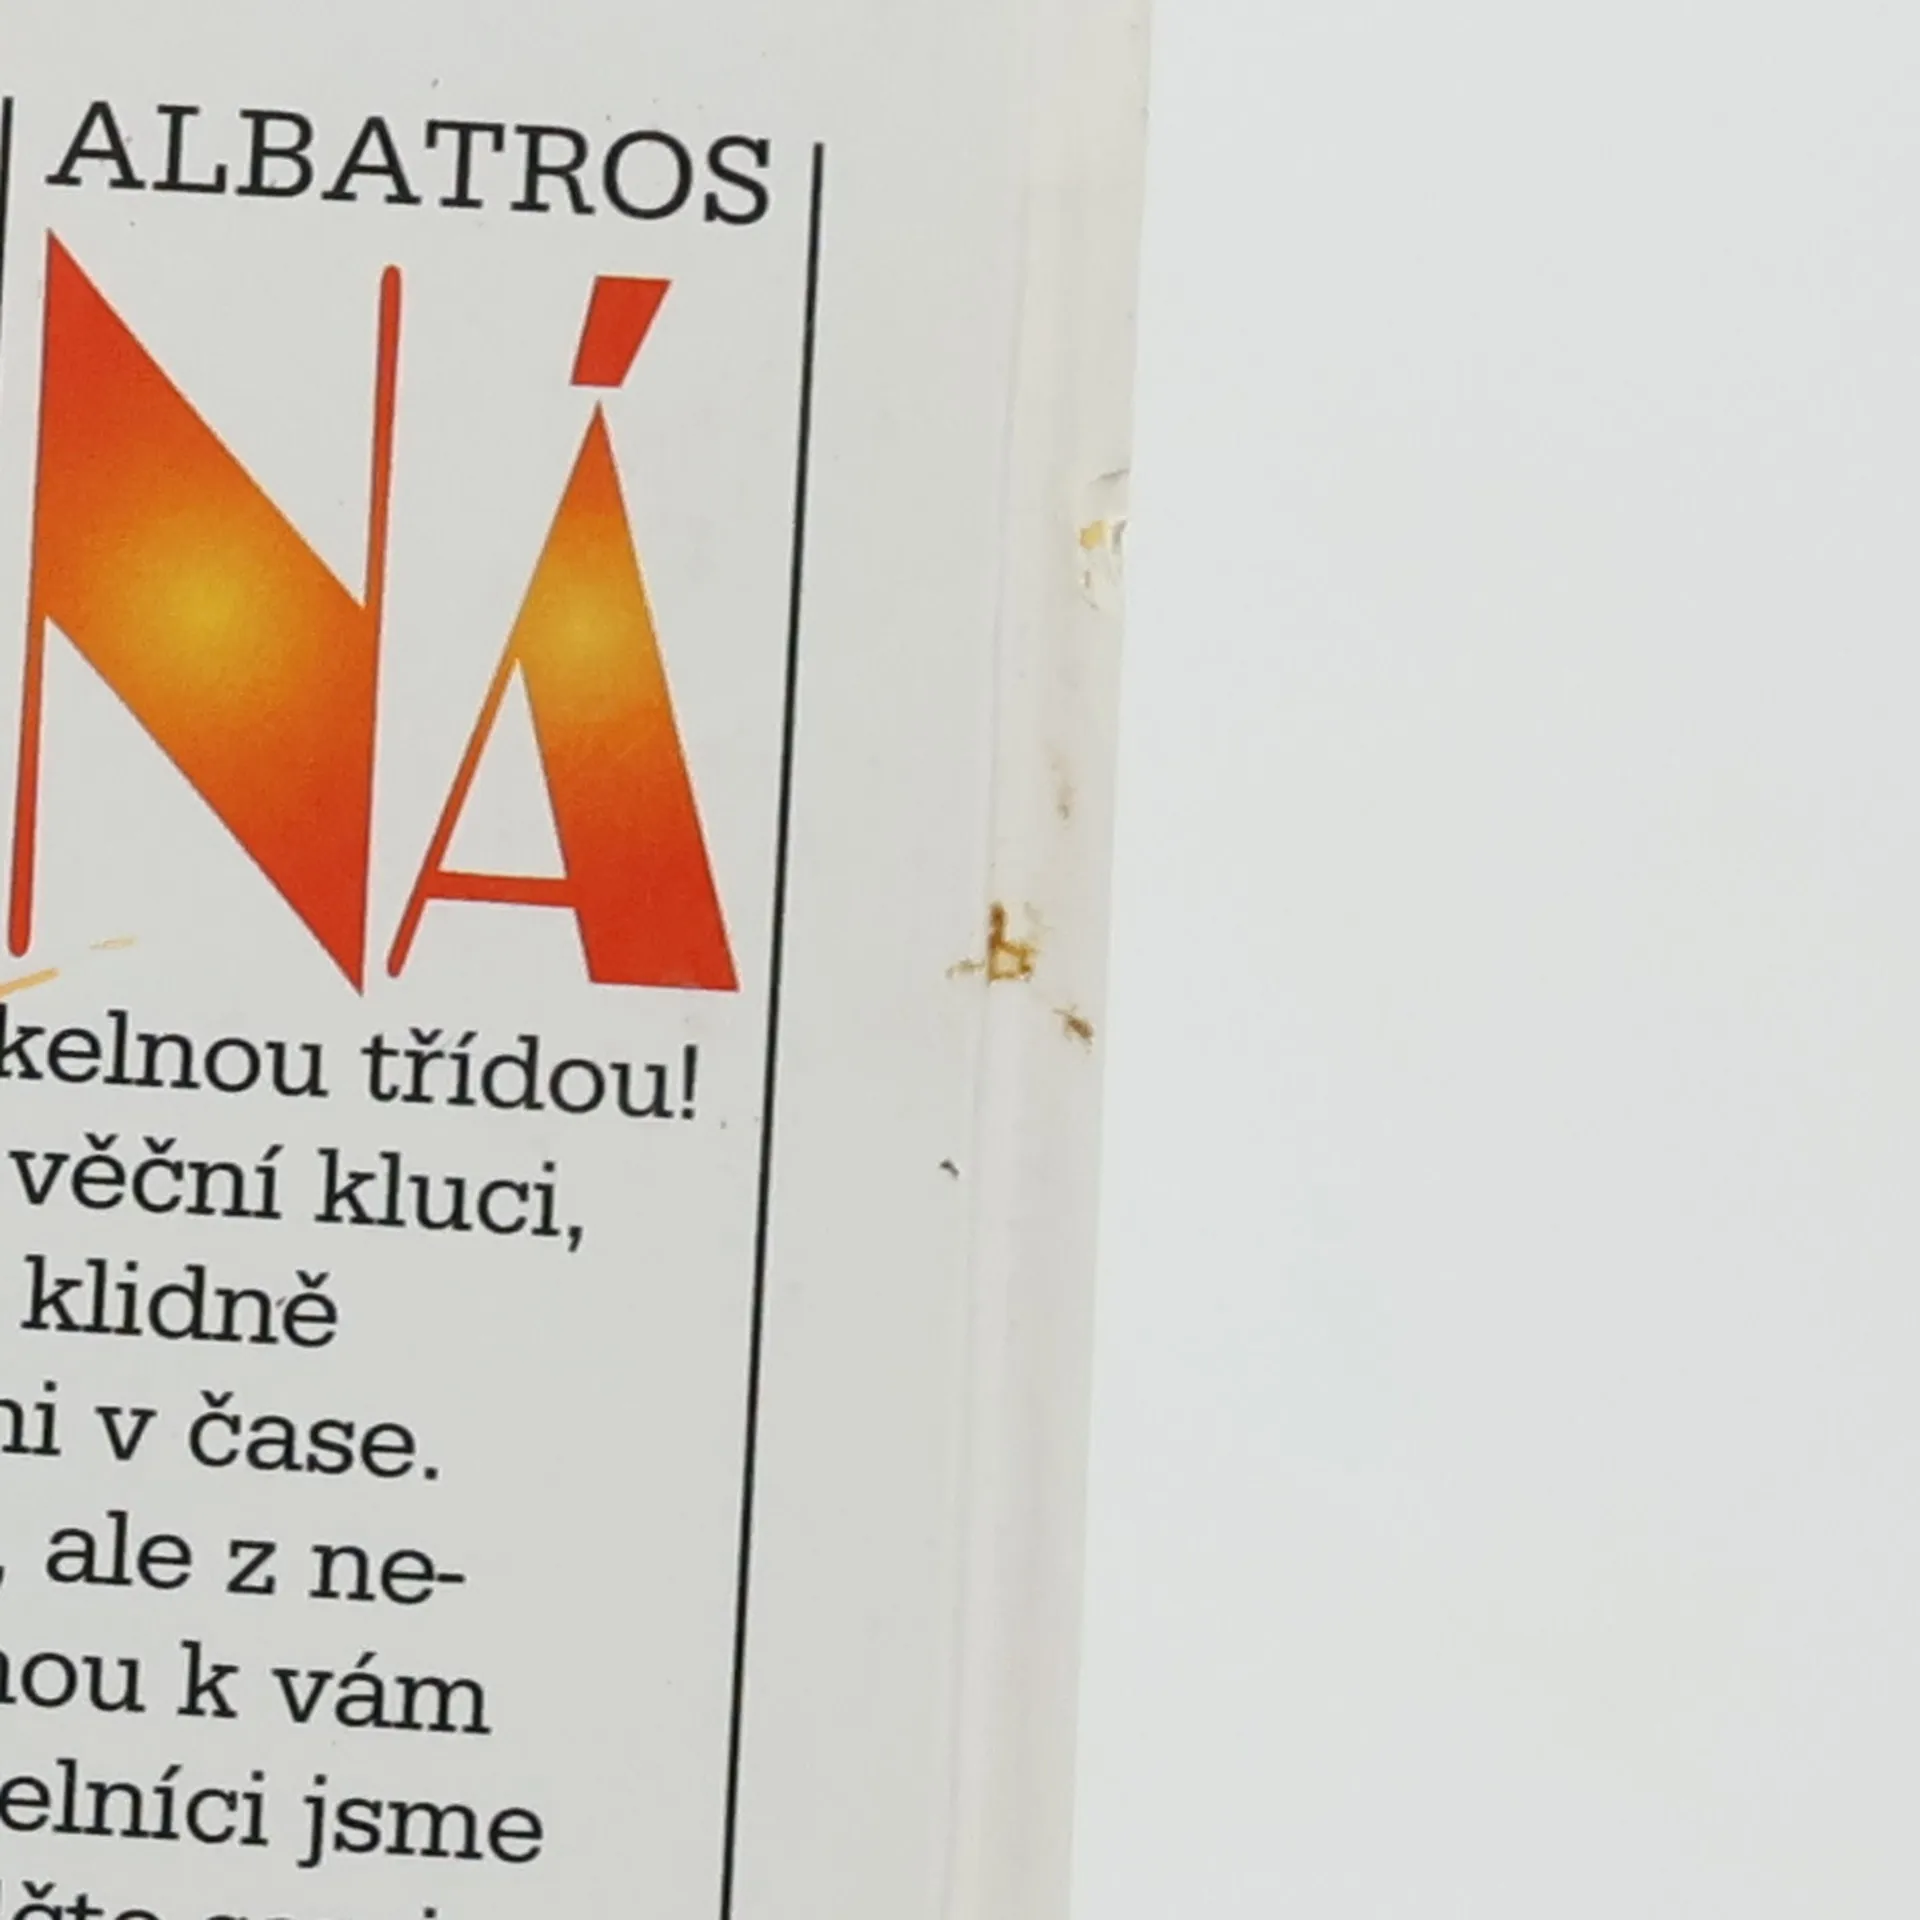 ALBATROS
NÁ
kelnou třídou!
věční kluci,
klidně
ni v čase.
, ale z ne-
nou k vám
elníci jsme